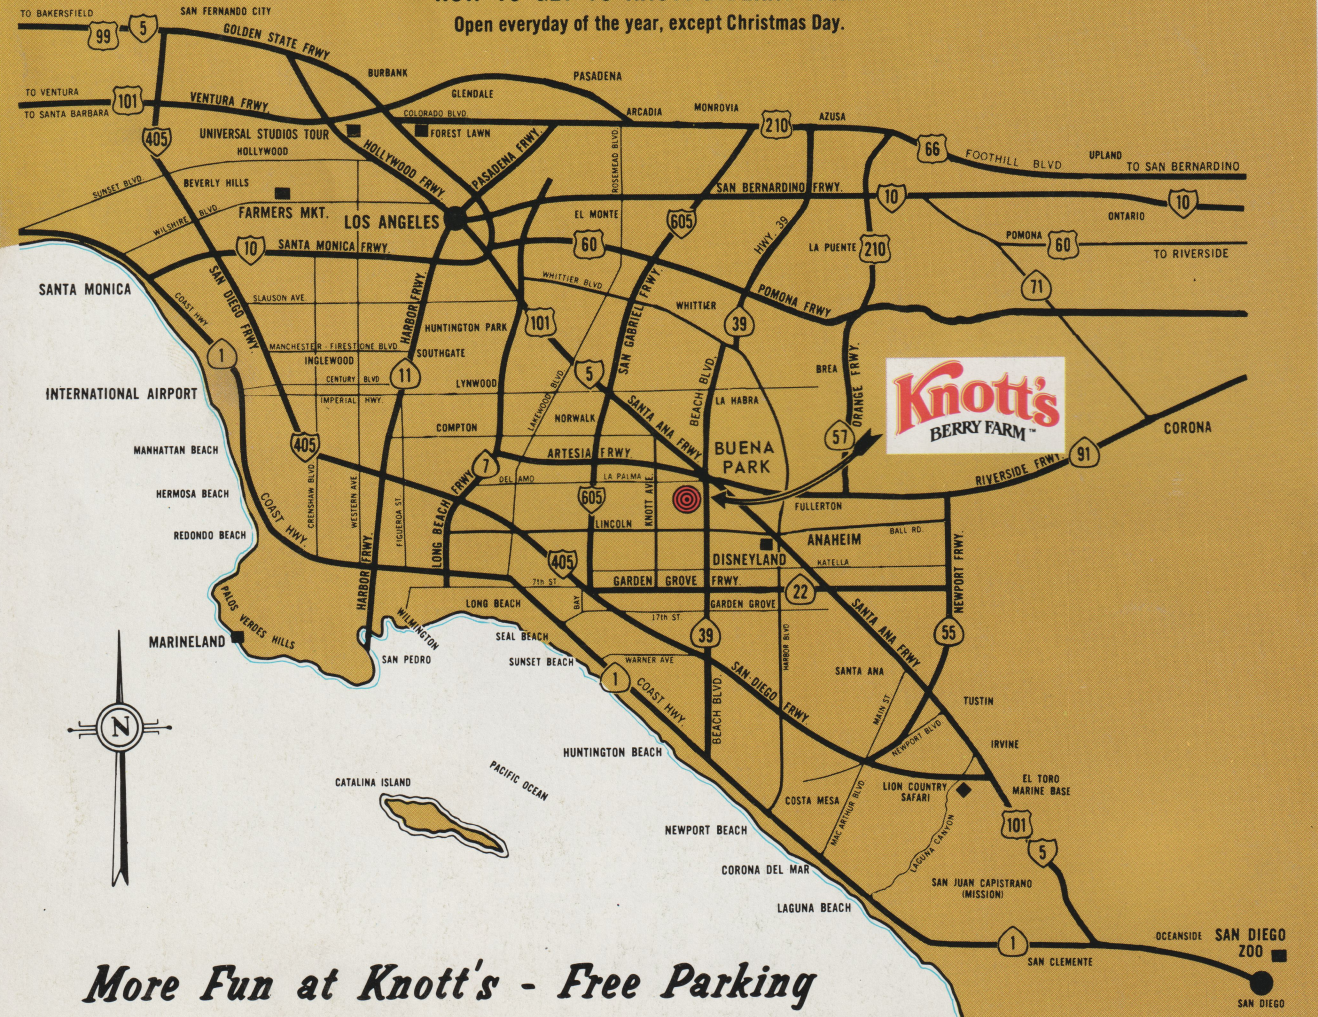 Open everyday of the year, except Christmas Day.
TO BAKERSFIELD
99
5
SAN FERNANDO CITY
GOLDEN STATE FRWY
BURBANK
PASADENA
GLENDALE
TO VENTURA
101
TO SANTA BARBARA
VENTURA FRWY.
COLORADO BLVD.
ARCADIA
MONROVIA
210
AZUSA
405
UNIVERSAL STUDIOS TOUR
FOREST LAWN
HOLLYWOOD
HOLLYWOOD FRWY.
PASADENA FRWY.
ROSEMEAD BLVD.
66
FOOTHILL BLVD
UPLAND
TO SAN BERNARDINO
SUNSET BLVD.
BEVERLY HILLS
FARMERS MKT.
WILSHIRE BLVD.
LOS ANGELES
SAN BERNARDINO FRWY.
10
10
ONTARIO
EL MONTE
605
HWY. 39
10
SANTA MONICA FRWY.
60
LA PUENTE
210
POMONA
60
TO RIVERSIDE
SANTA MONICA
COAST HWY
SAN DIEGO FRWY.
SLAUSON AVE.
HARBOR FRWY.
WHITTIER BLVD
SAN GABRIEL FRWY.
WHITTIER
POMONA FRWY
71
HUNTINGTON PARK
101
39
1
MANCHESTER - FIRESTONE BLVD
INGLEWOOD
SOUTHGATE
CENTURY BLVD
11
LYNWOOD
5
BREA
ORANGE FRWY.
Knott's
BERRY FARM™
INTERNATIONAL AIRPORT
IMPERIAL HWY.
LAKEWOOD BLVD.
NORWALK
SANTA ANA FRWY
BEACH BLVD.
LA HABRA
COMPTON
57
CORONA
MANHATTAN BEACH
405
7
ARTESIA FRWY.
BUENA
PARK
91
RIVERSIDE FRWY.
HERMOSA BEACH
CRENSHAW BLVD
WESTERN AVE
FIGUEROA ST.
LONG BEACH FRWY
DEL AMO
LA PALMA
605
KNOTT AVE.
FULLERTON
REDONDO BEACH
COAST HWY.
LINCOLN
BALL RD.
ANAHEIM
DISNEYLAND
KATELLA
HARBOR FRWY.
405
7th ST.
GARDEN GROVE FRWY.
22
NEWPORT FRWY.
PALOS VERDES HILLS
WILMINGTON
LONG BEACH
BAY
GARDEN GROVE
17th ST.
SANTA ANA FRWY.
MARINELAND
SAN PEDRO
SEAL BEACH
SUNSET BEACH
39
55
HARBOR BLVD
WARNER AVE
1
COAST HWY.
SAN DIEGO FRWY.
SANTA ANA
N
BEACH BLVD.
MAIN ST
TUSTIN
NEWPORT BLVD
IRVINE
HUNTINGTON BEACH
CATALINA ISLAND
PACIFIC OCEAN
LION COUNTRY
SAFARI
EL TORO
MARINE BASE
COSTA MESA
MAC ARTHUR BLVD
101
NEWPORT BEACH
LAGUNA CANYON
5
CORONA DEL MAR
SAN JUAN CAPISTRANO
(MISSION)
LAGUNA BEACH
1
SAN CLEMENTE
OCEANSIDE
SAN DIEGO
ZOO
SAN DIEGO
More Fun at Knott's - Free Parking